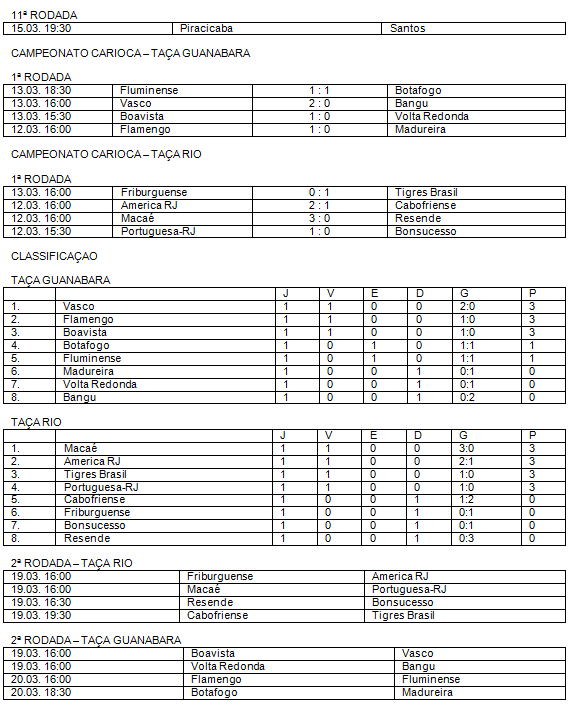 11ª RODADA
15.03. 19:30 Piracicaba Santos
CAMPEONATO CARIOCA – TAÇA GUANABARA
1ª RODADA
13.03. 18:30 Fluminense 1 : 1 Botafogo
13.03. 16:00 Vasco 2 : 0 Bangu
13.03. 15:30 Boavista 1 : 0 Volta Redonda
12.03. 16:00 Flamengo 1 : 0 Madureira
CAMPEONATO CARIOCA – TAÇA RIO
1ª RODADA
13.03. 16:00 Friburguense 0 : 1 Tigres Brasil
12.03. 16:00 America RJ 2 : 1 Cabofriense
12.03. 16:00 Macaé 3 : 0 Resende
12.03. 15:30 Portuguesa-RJ 1 : 0 Bonsucesso
CLASSIFICAÇAO
TAÇA GUANABARA
J V E D G P
1. Vasco 1 1 0 0 2:0 3
2. Flamengo 1 1 0 0 1:0 3
3. Boavista 1 1 0 0 1:0 3
4. Botafogo 1 0 1 0 1:1 1
5. Fluminense 1 0 1 0 1:1 1
6. Madureira 1 0 0 1 0:1 0
7. Volta Redonda 1 0 0 1 0:1 0
8. Bangu 1 0 0 1 0:2 0
TAÇA RIO
J V E D G P
1. Macaé 1 1 0 0 3:0 3
2. America RJ 1 1 0 0 2:1 3
3. Tigres Brasil 1 1 0 0 1:0 3
4. Portuguesa-RJ 1 1 0 0 1:0 3
5. Cabofriense 1 0 0 1 1:2 0
6. Friburguense 1 0 0 1 0:1 0
7. Bonsucesso 1 0 0 1 0:1 0
8. Resende 1 0 0 1 0:3 0
2ª RODADA – TAÇA RIO
19.03. 16:00 Friburguense America RJ
19.03. 16:00 Macaé Portuguesa-RJ
19.03. 16:30 Resende Bonsucesso
19.03. 19:30 Cabofriense Tigres Brasil
2ª RODADA – TAÇA GUANABARA
19.03. 16:00 Boavista Vasco
19.03. 16:00 Volta Redonda Bangu
20.03. 16:00 Flamengo Fluminense
20.03. 18:30 Botafogo Madureira